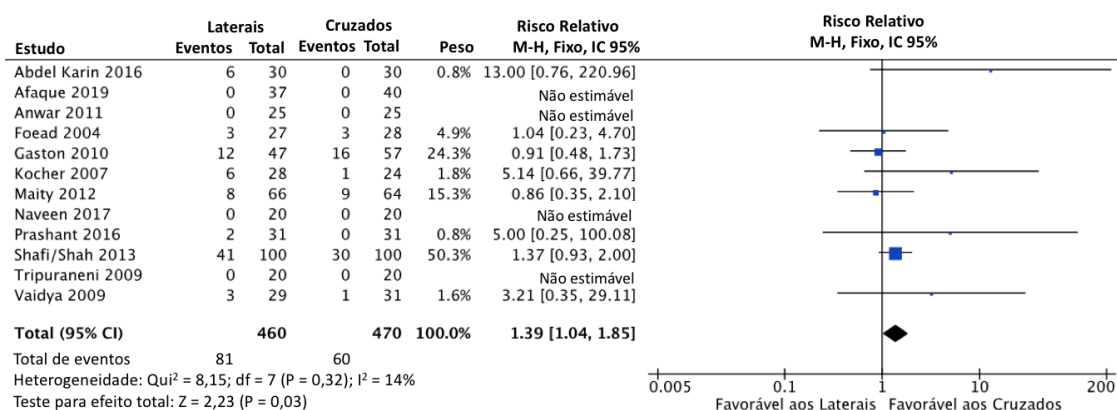 Laterais Cruzados Risco Relativo Risco Relativo
Estudo Eventos Total Eventos Total Peso M-H, Fixo, IC 95% M-H, Fixo, IC 95%
Abdel Karin 2016 6 30 0 30 0.8% 13.00 [0.76, 220.96]
Afaque 2019 0 37 0 40 Não estimável
Anwar 2011 0 25 0 25 Não estimável
Foead 2004 3 27 3 28 4.9% 1.04 [0.23, 4.70]
Gaston 2010 12 47 16 57 24.3% 0.91 [0.48, 1.73]
Kocher 2007 6 28 1 24 1.8% 5.14 [0.66, 39.77]
Maity 2012 8 66 9 64 15.3% 0.86 [0.35, 2.10]
Naveen 2017 0 20 0 20 Não estimável
Prashant 2016 2 31 0 31 0.8% 5.00 [0.25, 100.08]
Shafi/Shah 2013 41 100 30 100 50.3% 1.37 [0.93, 2.00]
Tripuraneni 2009 0 20 0 20 Não estimável
Vaidya 2009 3 29 1 31 1.6% 3.21 [0.35, 29.11]
Total (95% CI) 460 470 100.0% 1.39 [1.04, 1.85]
Total de eventos 81 60
Heterogeneidade: Qui² = 8,15; df = 7 (P = 0,32); I² = 14%
Teste para efeito total: Z = 2,23 (P = 0,03)
0.005 0.1 1 10 200
Favorável aos Laterais Favorável aos Cruzados